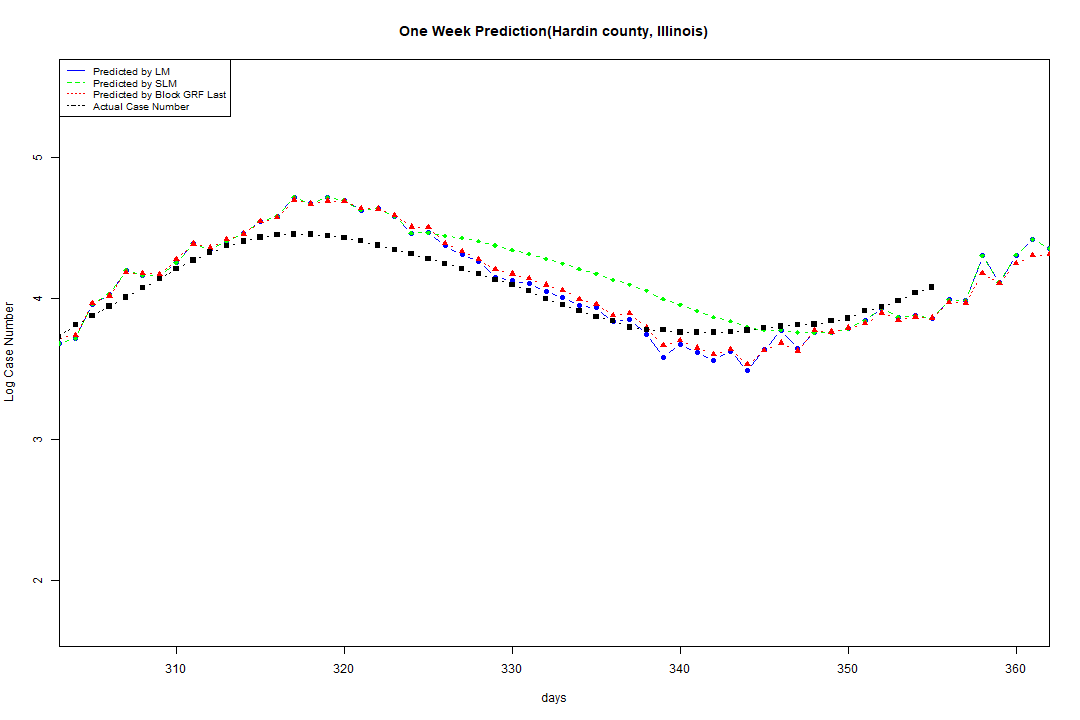 One Week Prediction(Hardin county, Illinois)
Predicted by LM
Predicted by SLM
Predicted by Block GRF Last
Actual Case Number
5
4
3
2
Log Case Number
310 320 330 340 350 360
days